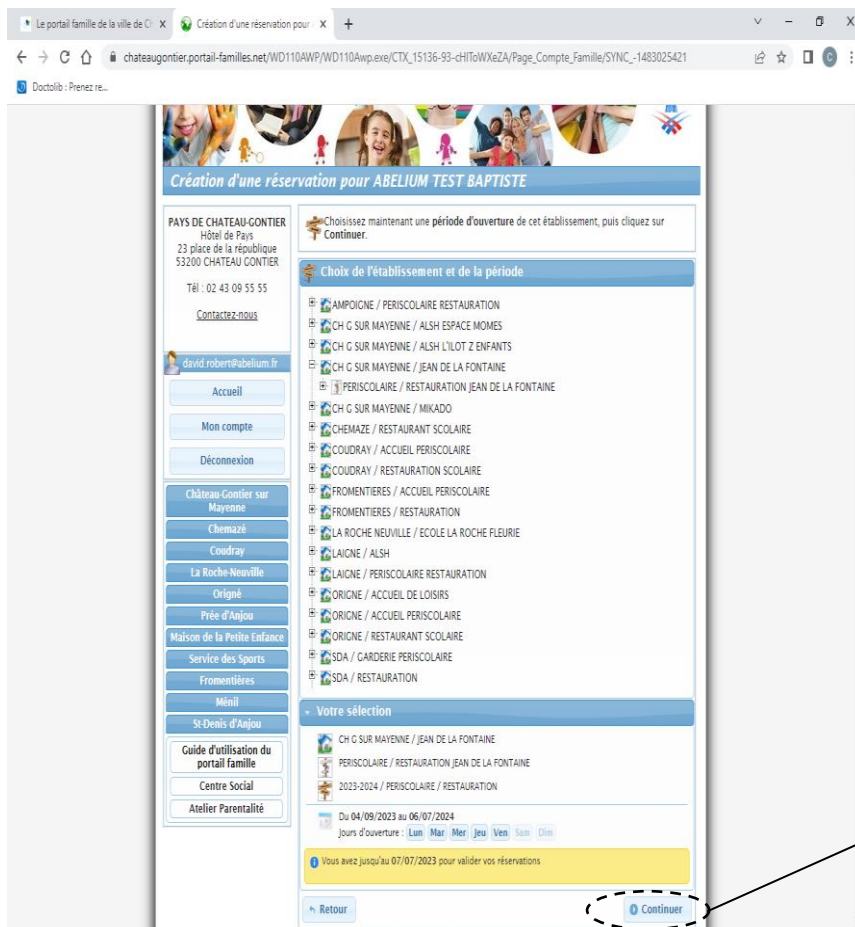 Le portail famille de la ville de Ch
Création d'une réservation pour A
chateaugontier.portail-familles.net/WD110AWP/WD110Awp.exe/CTX_15136-93-cHIToWXeZA/Page_Compte_Famille/SYNC_-1483025421
Doctolib : Prenez re...
Création d'une réservation pour ABELIUM TEST BAPTISTE
PAYS DE CHATEAU-GONTIER
Hôtel de Pays
23 place de la république
53200 CHATEAU GONTIER
Tél : 02 43 09 55 55
Contactez-nous
david.robert@abelium.fr
Accueil
Mon compte
Déconnexion
Château-Gontier sur
Mayenne
Chemazé
Coudray
La Roche-Neuville
Origné
Prée d'Anjou
Maison de la Petite Enfance
Service des Sports
Fromentières
Ménil
St-Denis d'Anjou
Guide d'utilisation du
portail famille
Centre Social
Atelier Parentalité
Choisissez maintenant une période d'ouverture de cet établissement, puis cliquez sur
Continuer.
Choix de l'établissement et de la période
AMPOIGNE / PERISCOLAIRE RESTAURATION
CH G SUR MAYENNE / ALSH ESPACE MOMES
CH G SUR MAYENNE / ALSH L'ILOT Z ENFANTS
CH G SUR MAYENNE / JEAN DE LA FONTAINE
PERISCOLAIRE / RESTAURATION JEAN DE LA FONTAINE
CH G SUR MAYENNE / MIKADO
CHEMAZE / RESTAURANT SCOLAIRE
COUDRAY / ACCUEIL PERISCOLAIRE
COUDRAY / RESTAURATION SCOLAIRE
FROMENTIERES / ACCUEIL PERISCOLAIRE
FROMENTIERES / RESTAURATION
LA ROCHE NEUVILLE / ECOLE LA ROCHE FLEURIE
LAIGNE / ALSH
LAIGNE / PERISCOLAIRE RESTAURATION
ORIGNE / ACCUEIL DE LOISIRS
ORIGNE / ACCUEIL PERISCOLAIRE
ORIGNE / RESTAURANT SCOLAIRE
SDA / GARDERIE PERISCOLAIRE
SDA / RESTAURATION
Votre sélection
CH G SUR MAYENNE / JEAN DE LA FONTAINE
PERISCOLAIRE / RESTAURATION JEAN DE LA FONTAINE
2023-2024 / PERISCOLAIRE / RESTAURATION
Du 04/09/2023 au 06/07/2024
Jours d'ouverture : Lun Mar Mer Jeu Ven Sam Dim
Vous avez jusqu'au 07/07/2023 pour valider vos réservations
Retour
Continuer